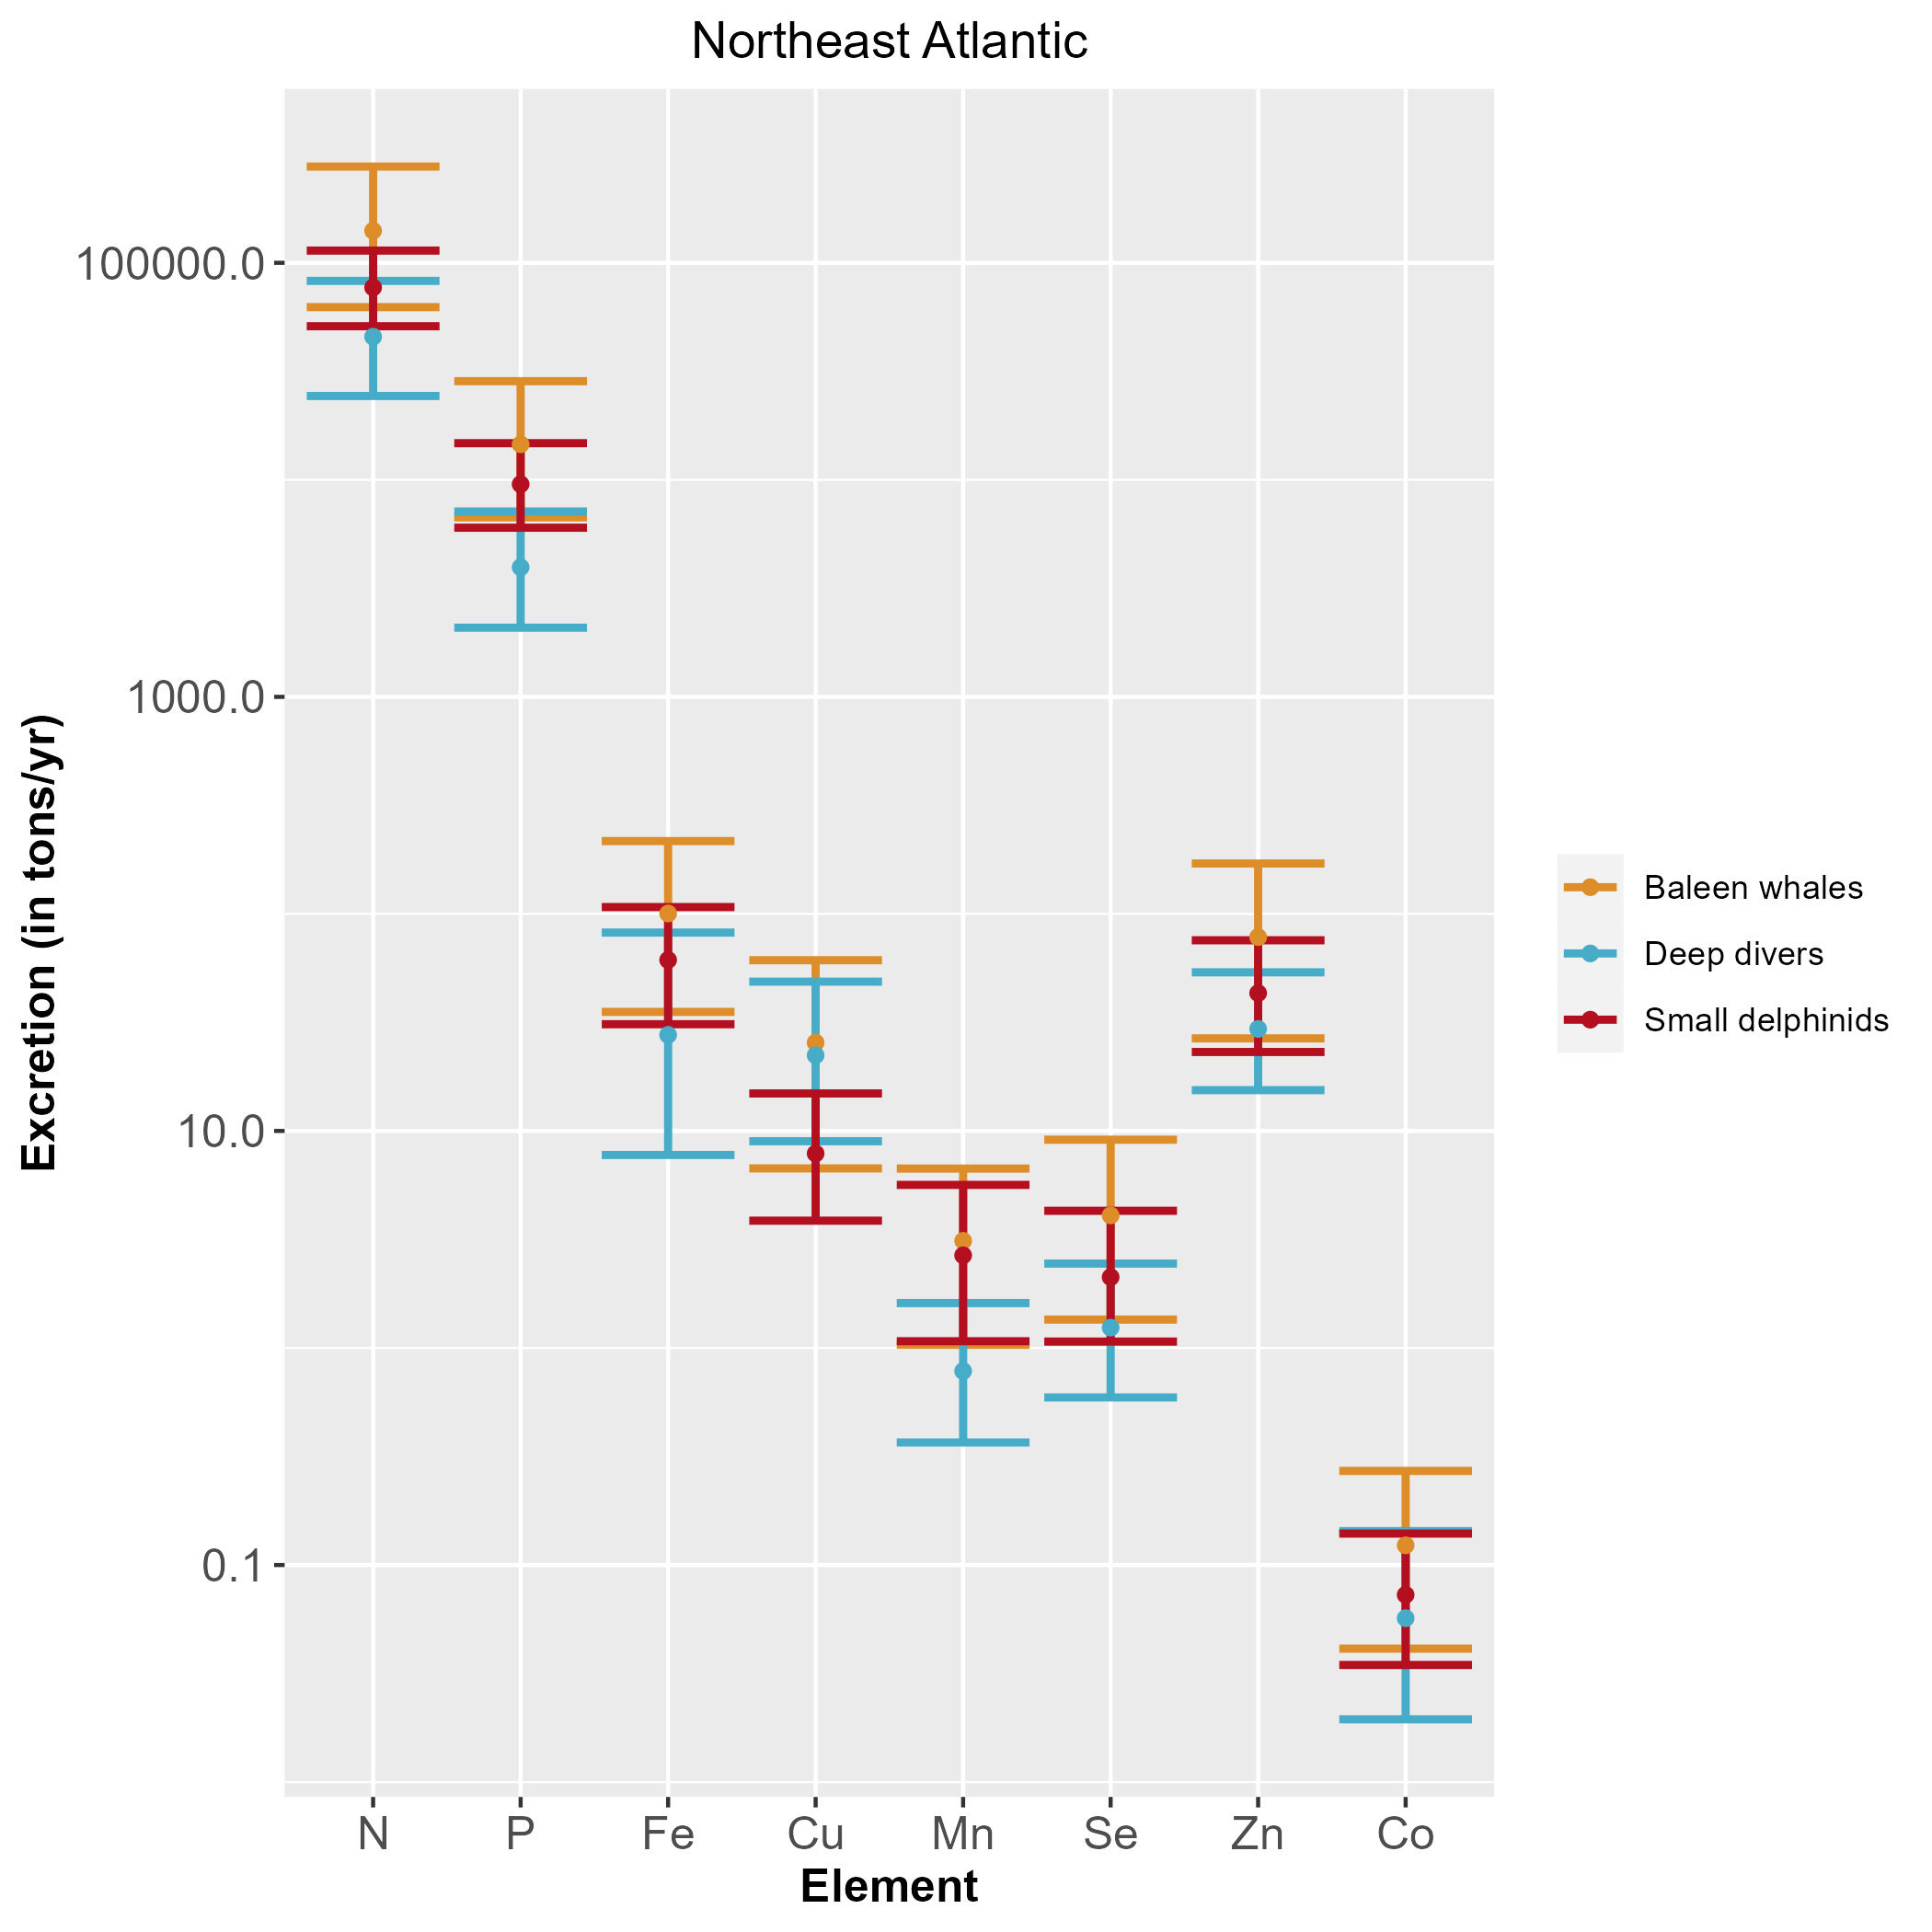 Northeast Atlantic
100000.0
1000.0
10.0
0.1
Excretion (in tons/yr)
N P Fe Cu Mn Se Zn Co
Element
Baleen whales
Deep divers
Small delphinids